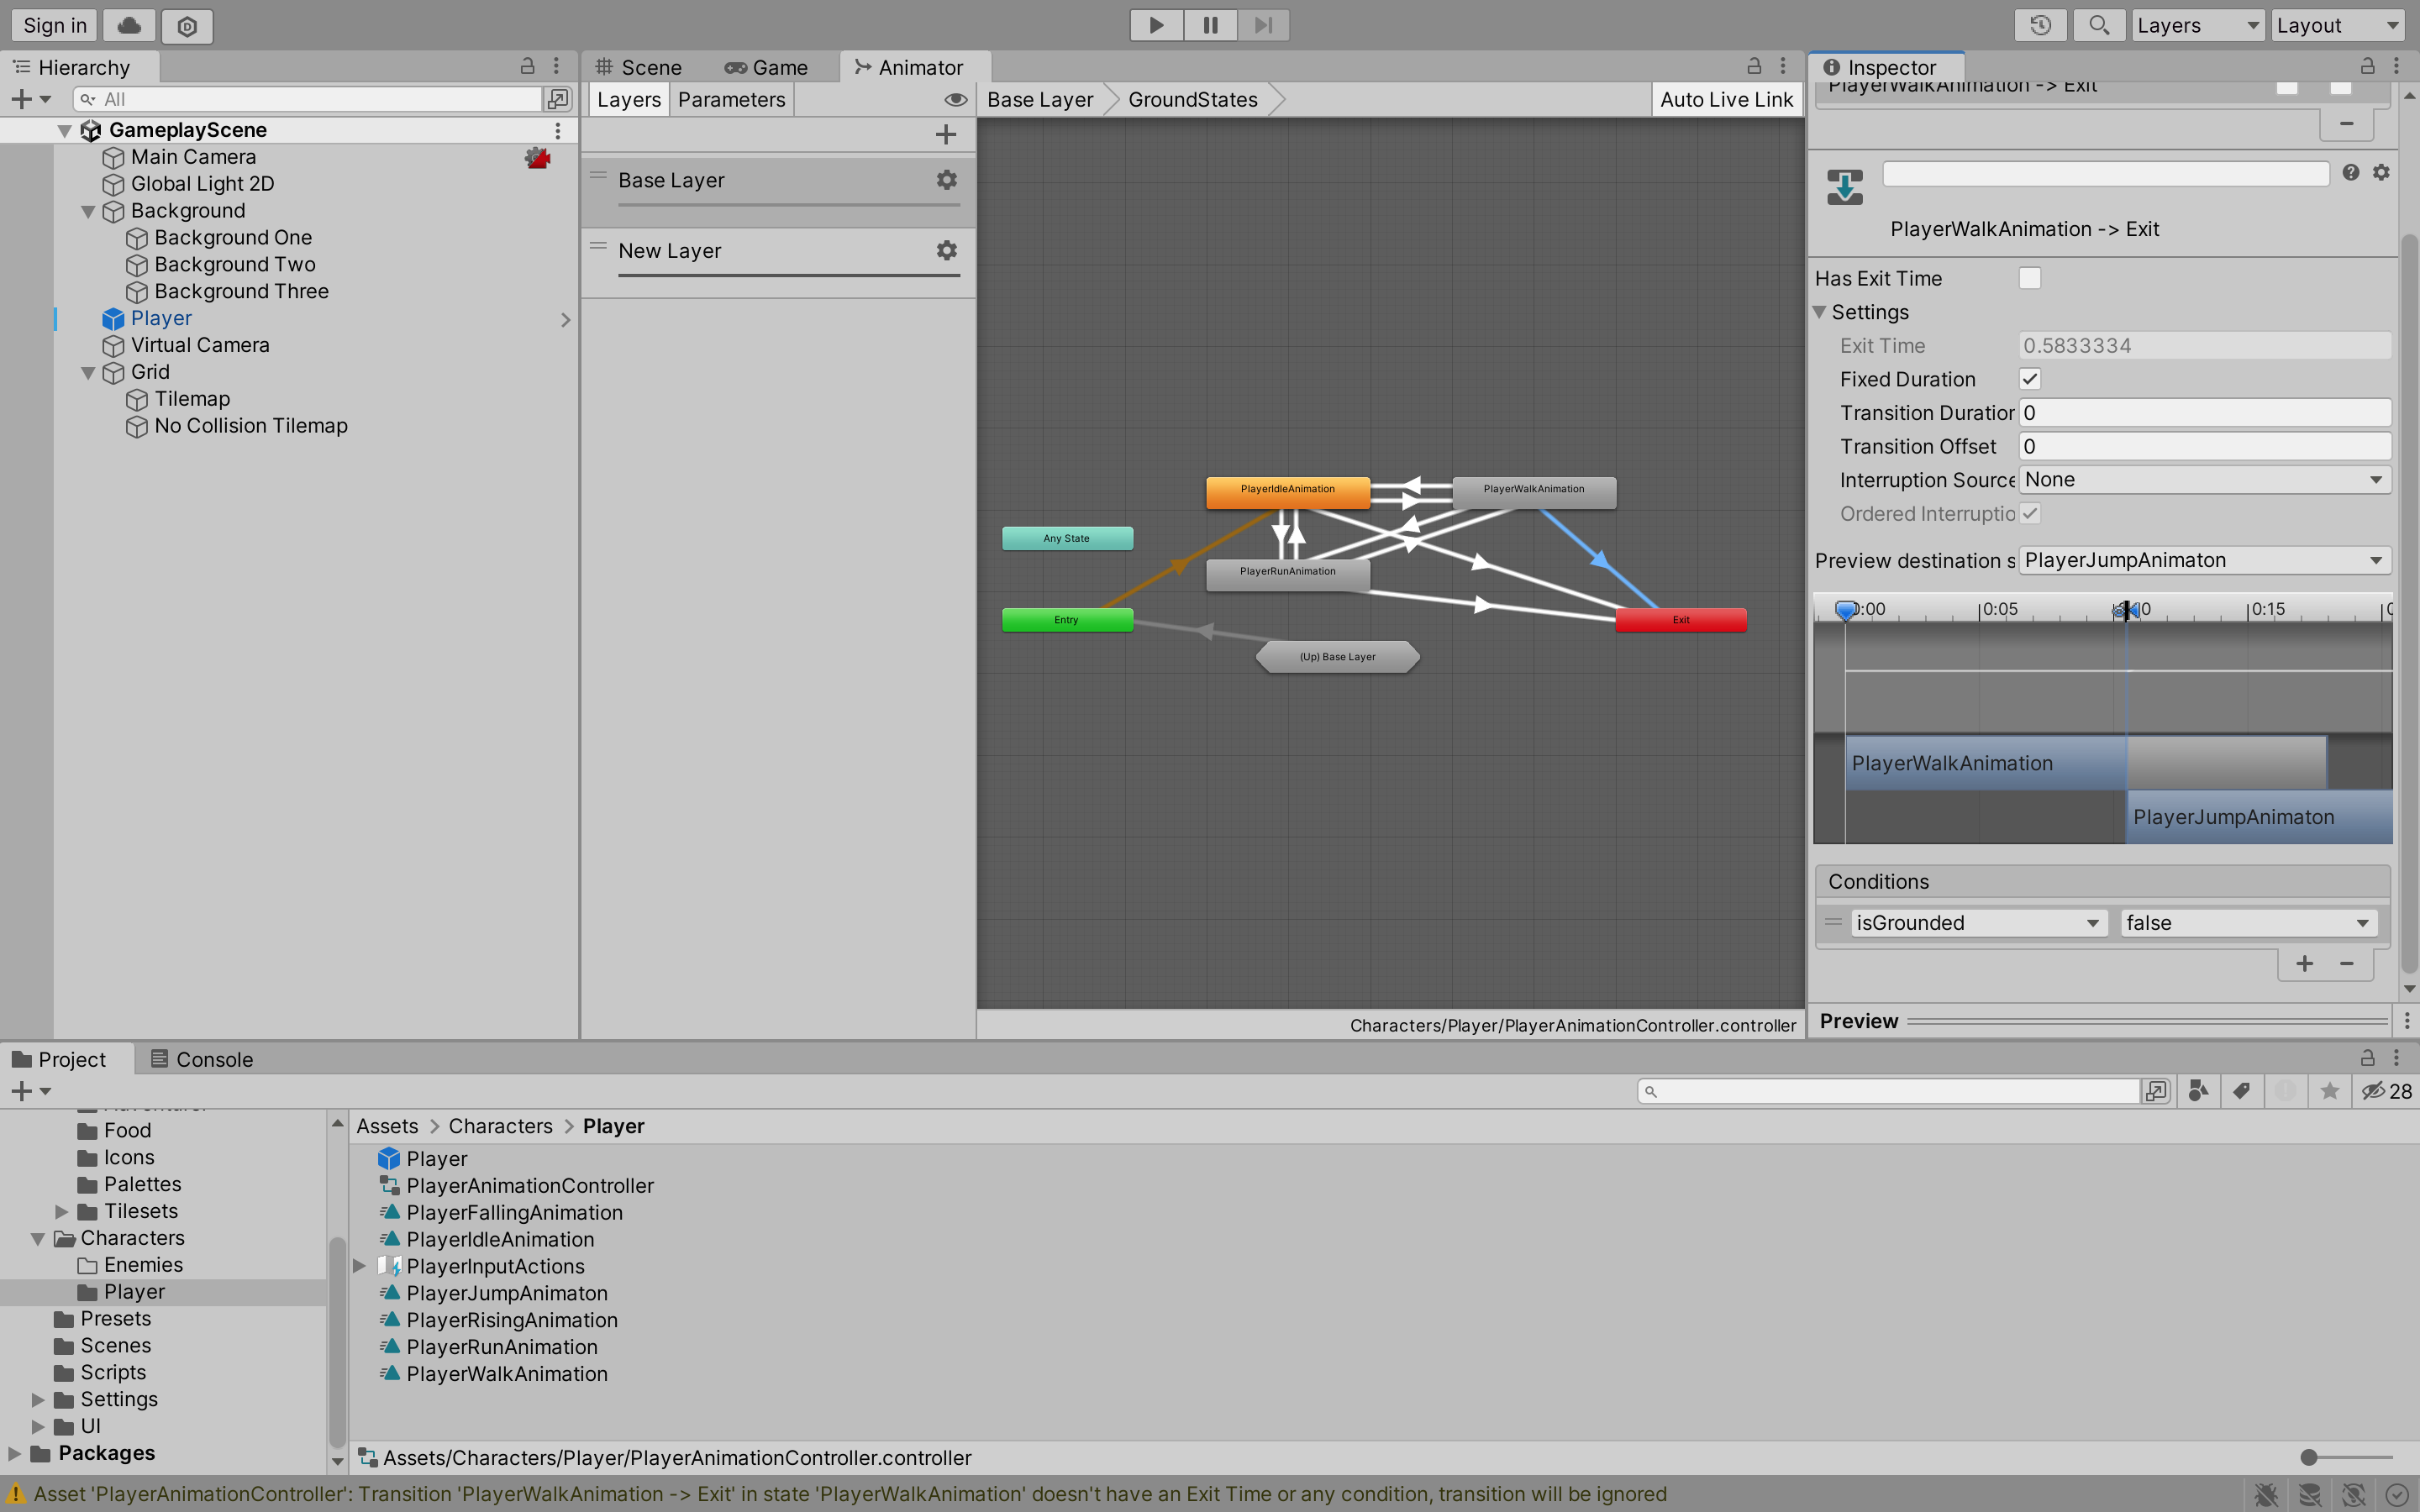 Sign in
Layers
Layout
Hierarchy
All
GameplayScene
Main Camera
Global Light 2D
Background
Background One
Background Two
Background Three
Player
Virtual Camera
Grid
Tilemap
No Collision Tilemap
Scene
Game
Animator
Layers
Parameters
Base Layer
GroundStates
Auto Live Link
Base Layer
New Layer
PlayerIdleAnimation
PlayerWalkAnimation
Any State
PlayerRunAnimation
Entry
Exit
(Up) Base Layer
Characters/Player/PlayerAnimationController.controller
Inspector
PlayerWalkAnimation -> Exit
PlayerWalkAnimation -> Exit
Has Exit Time
Settings
Exit Time
0.5833334
Fixed Duration
Transition Duration
0
Transition Offset
0
Interruption Source
None
Ordered Interruptio
Preview destination s
PlayerJumpAnimaton
0:05
0:15
PlayerWalkAnimation
PlayerJumpAnimaton
Conditions
isGrounded
false
Preview
Project
Console
28
Food
Icons
Palettes
Tilesets
Characters
Enemies
Player
Presets
Scenes
Scripts
Settings
UI
Packages
Assets > Characters > Player
Player
PlayerAnimationController
PlayerFallingAnimation
PlayerIdleAnimation
PlayerInputActions
PlayerJumpAnimaton
PlayerRisingAnimation
PlayerRunAnimation
PlayerWalkAnimation
Assets/Characters/Player/PlayerAnimationController.controller
Asset 'PlayerAnimationController': Transition 'PlayerWalkAnimation -> Exit' in state 'PlayerWalkAnimation' doesn't have an Exit Time or any condition, transition will be ignored